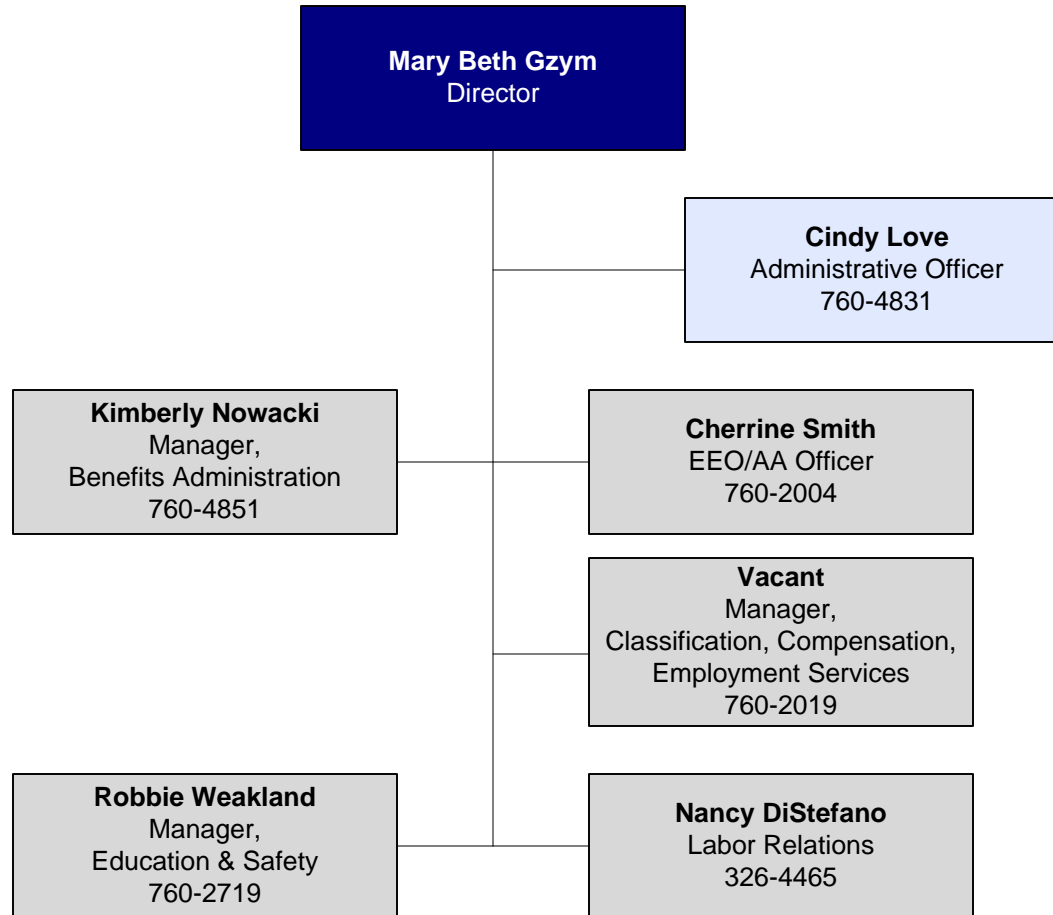 Mary Beth Gzym
Director
Cindy Love
Administrative Officer
760-4831
Kimberly Nowacki
Manager,
Benefits Administration
760-4851
Cherrine Smith
EEO/AA Officer
760-2004
Vacant
Manager,
Classification, Compensation,
Employment Services
760-2019
Robbie Weakland
Manager,
Education & Safety
760-2719
Nancy DiStefano
Labor Relations
326-4465